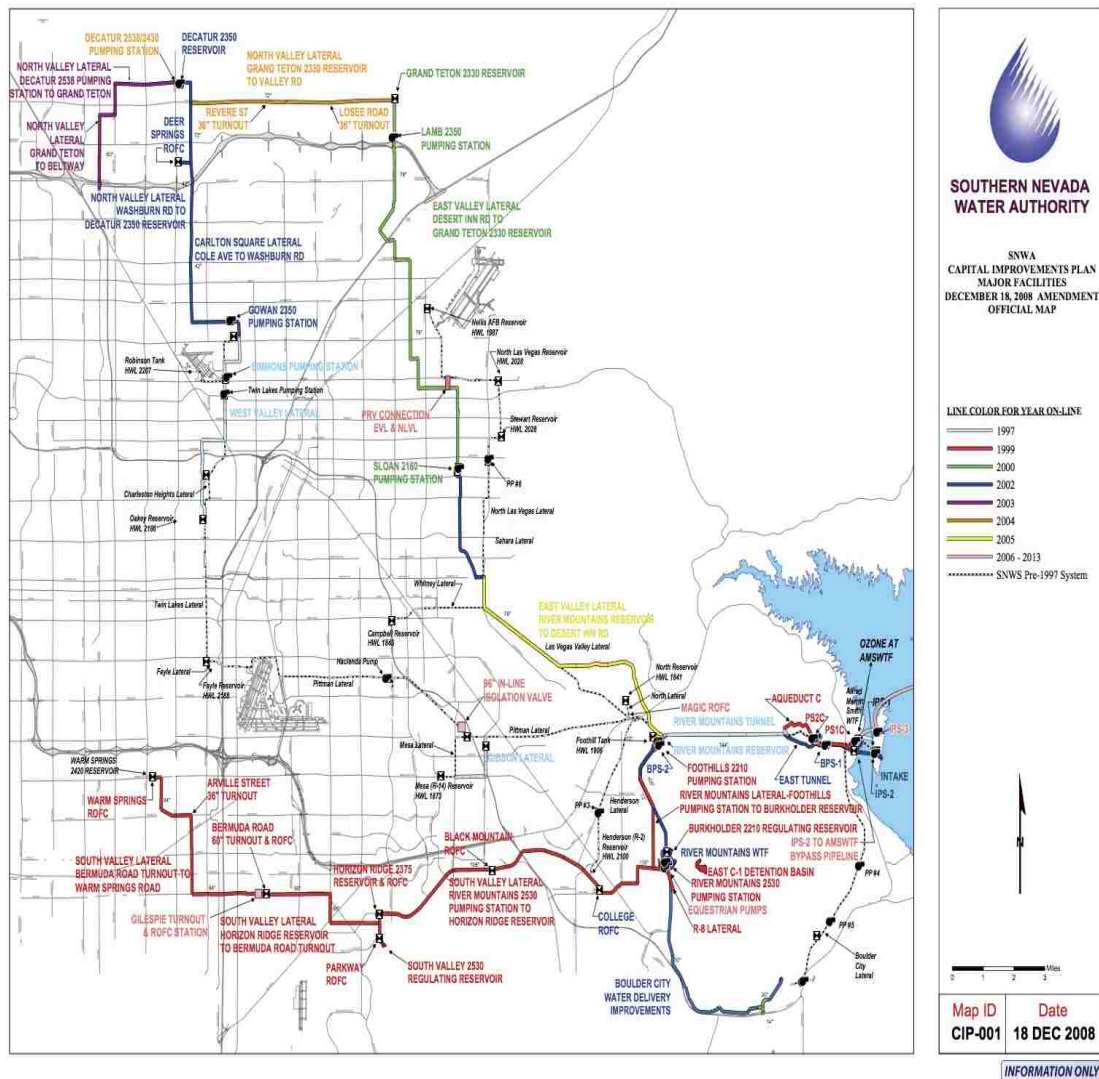 DECATUR 2538/2430
PUMPING STATION
DECATUR 2350
RESERVOIR
NORTH VALLEY LATERAL
DECATUR 2538 PUMPING
STATION TO GRAND TETON
NORTH VALLEY LATERAL
GRAND TETON 2330 RESERVOIR
TO VALLEY RD
GRAND TETON 2330 RESERVOIR
REVERE ST
36" TURNOUT
LOSEE ROAD
36" TURNOUT
NORTH VALLEY
LATERAL
GRAND TETON
TO BELTWAY
DEER
SPRINGS
ROFC
LAMB 2350
PUMPING STATION
NORTH VALLEY LATERAL
WASHBURN RD TO
DECATUR 2350 RESERVOIR
EAST VALLEY LATERAL
DESERT INN RD TO
GRAND TETON 2330 RESERVOIR
CARLTON SQUARE LATERAL
COLE AVE TO WASHBURN RD
GOWAN 2350
PUMPING STATION
Nellis AFB Reservoir
HWL 1997
Robinson Tank
HWL 2207
SIMMONS PUMPING STATION
Twin Lakes Pumping Station
WEST VALLEY LATERAL
North Las Vegas Reservoir
HWL 2028
PRV CONNECTION
EVL & NLVL
Stewart Reservoir
HWL 2028
SLOAN 2160
PUMPING STATION
PP #6
Charleston Heights Lateral
Oakey Reservoir
HWL 2180
North Las Vegas Lateral
Sahara Lateral
Whitney Lateral
Twin Lakes Lateral
EAST VALLEY LATERAL
RIVER MOUNTAINS RESERVOIR
TO DESERT INN RD
Las Vegas Valley Lateral
Campbell Reservoir
HWL 1845
Fayle Lateral
Fayle Reservoir
HWL 2188
Hacienda Pump
Pittman Lateral
96" IN-LINE
ISOLATION VALVE
North Reservoir
HWL 1841
North Lateral
MAGIC ROFC
RIVER MOUNTAINS TUNNEL
Pittman Lateral
Mesa Lateral
GIBSON LATERAL
Foothill Tank
HWL 1995
RIVER MOUNTAINS RESERVOIR
Mesa (R-14) Reservoir
HWL 1873
BPS-2
OZONE AT
AMSWTF
AQUEDUCT C
PS2C
PS1C
Alfred
Merritt
Smith
WTF
IPS-1
IPS-3
BPS-1
EAST TUNNEL
INTAKE
IPS-2
FOOTHILLS 2210
PUMPING STATION
RIVER MOUNTAINS LATERAL-FOOTHILLS
PUMPING STATION TO BURKHOLDER RESERVOIR
WARM SPRINGS
2420 RESERVOIR
WARM SPRINGS
ROFC
ARVILLE STREET
36" TURNOUT
BERMUDA ROAD
60" TURNOUT & ROFC
PP #3
Henderson
Lateral
Henderson (R-2)
Reservoir
HWL 2100
BURKHOLDER 2210 REGULATING RESERVOIR
IPS-2 TO AMSWTF
BYPASS PIPELINE
RIVER MOUNTAINS WTF
BLACK MOUNTAIN
ROFC
SOUTH VALLEY LATERAL
BERMUDA ROAD TURNOUT TO
WARM SPRINGS ROAD
HORIZON RIDGE 2375
RESERVOIR & ROFC
SOUTH VALLEY LATERAL
RIVER MOUNTAINS 2530
PUMPING STATION TO
HORIZON RIDGE RESERVOIR
EAST C-1 DETENTION BASIN
RIVER MOUNTAINS 2530
PUMPING STATION
EQUESTRIAN PUMPS
R-8 LATERAL
PP #4
GILESPIE TURNOUT
& ROFC STATION
SOUTH VALLEY LATERAL
HORIZON RIDGE RESERVOIR
TO BERMUDA ROAD TURNOUT
COLLEGE
ROFC
PP #5
Boulder
City
Lateral
PARKWAY
ROFC
SOUTH VALLEY 2530
REGULATING RESERVOIR
BOULDER CITY
WATER DELIVERY
IMPROVEMENTS
SOUTHERN NEVADA
WATER AUTHORITY
SNWA
CAPITAL IMPROVEMENTS PLAN
MAJOR FACILITIES
DECEMBER 18, 2008 AMENDMENT
OFFICIAL MAP
LINE COLOR FOR YEAR ON-LINE
1997
1999
2000
2002
2003
2004
2005
2006 - 2013
SNWS Pre-1997 System
N
0 1 2 3 Miles
Map ID
CIP-001
Date
18 DEC 2008
INFORMATION ONLY